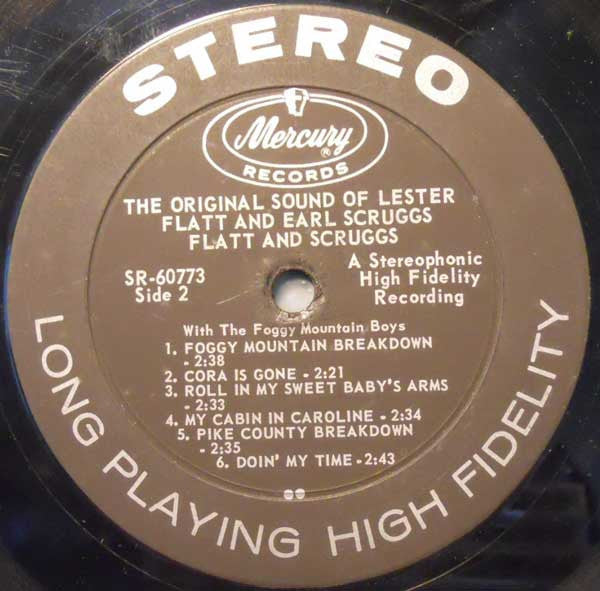 STEREO
Mercury
®
RECORDS
THE ORIGINAL SOUND OF LESTER
FLATT AND EARL SCRUGGS
FLATT AND SCRUGGS
SR-60773
Side 2
A Stereophonic
High Fidelity
Recording
With The Foggy Mountain Boys
1. FOGGY MOUNTAIN BREAKDOWN
- 2:38
2. CORA IS GONE - 2:21
3. ROLL IN MY SWEET BABY'S ARMS
- 2:33
4. MY CABIN IN CAROLINE - 2:34
5. PIKE COUNTY BREAKDOWN
- 2:35
6. DOIN' MY TIME - 2:43
LONG PLAYING HIGH FIDELITY